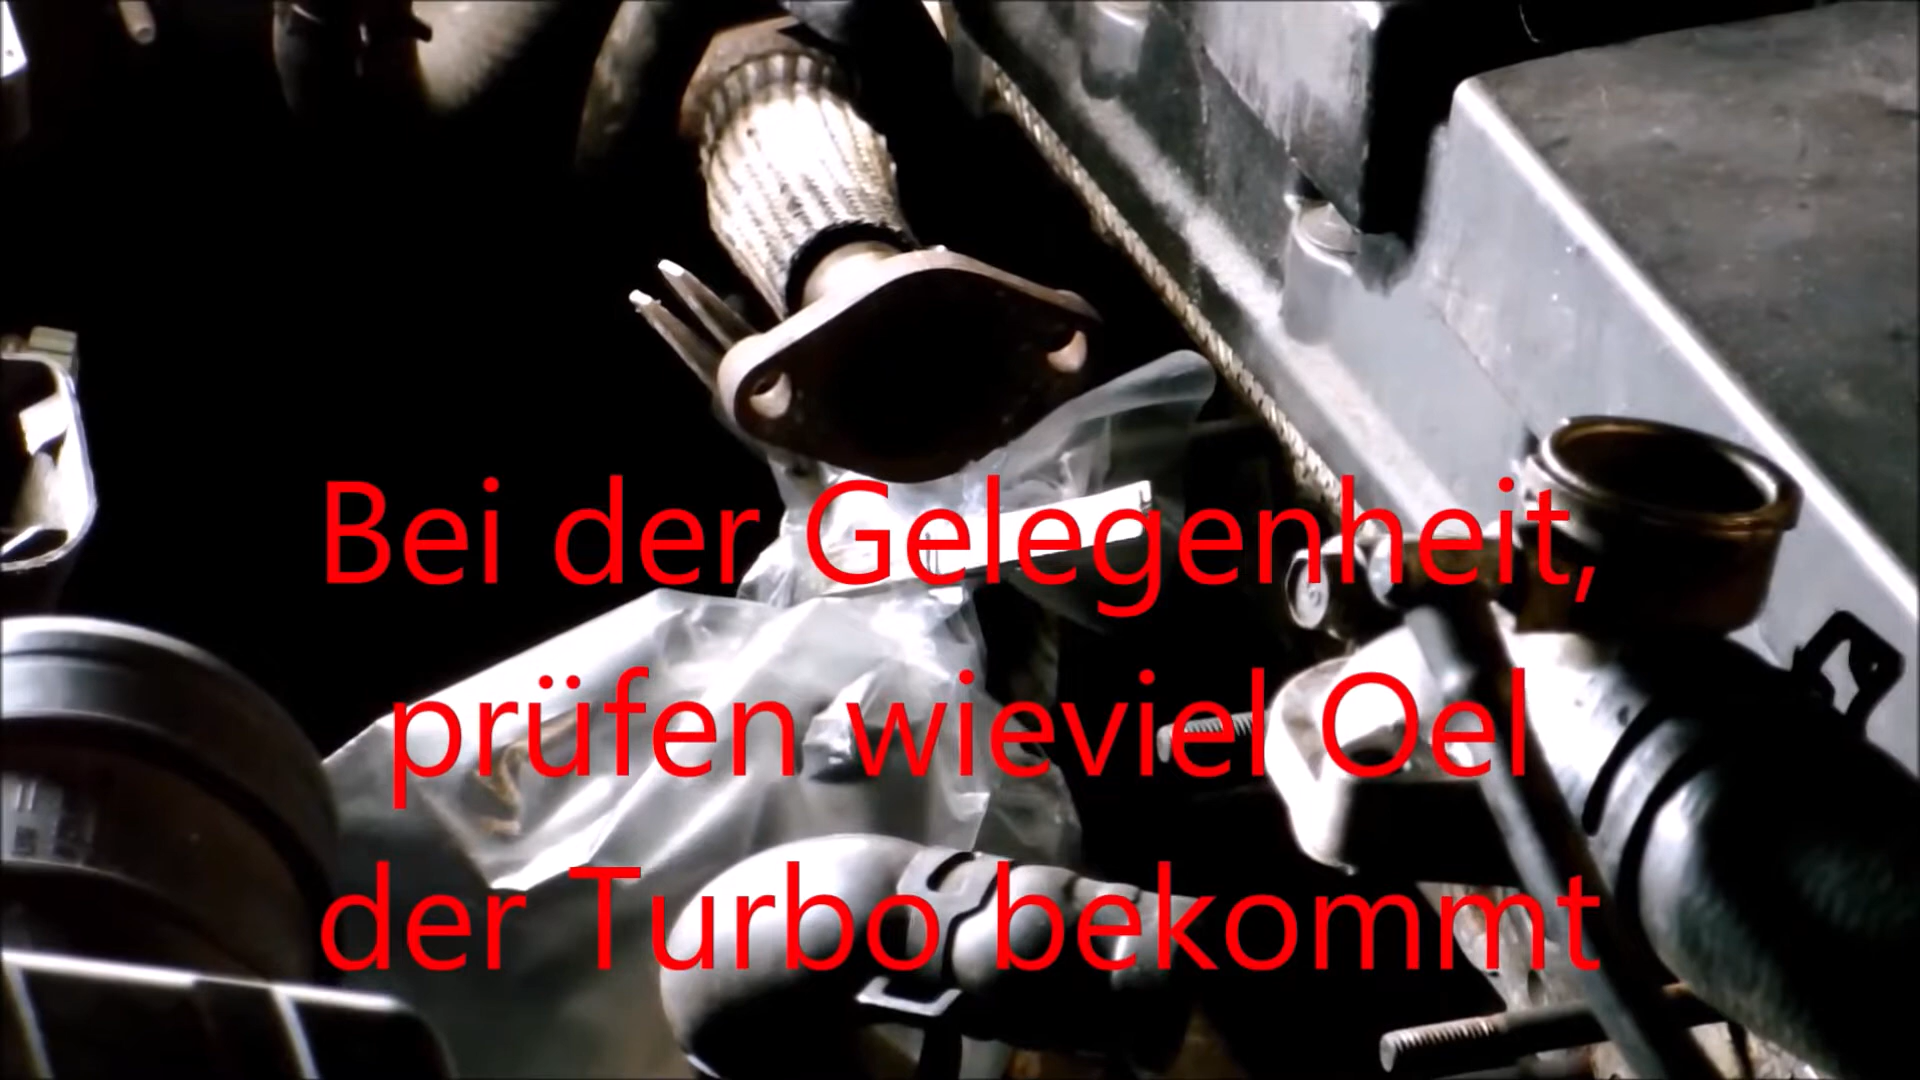 Bei der Gelegenheit,
prüfen wieviel Oel
der Turbo bekommt